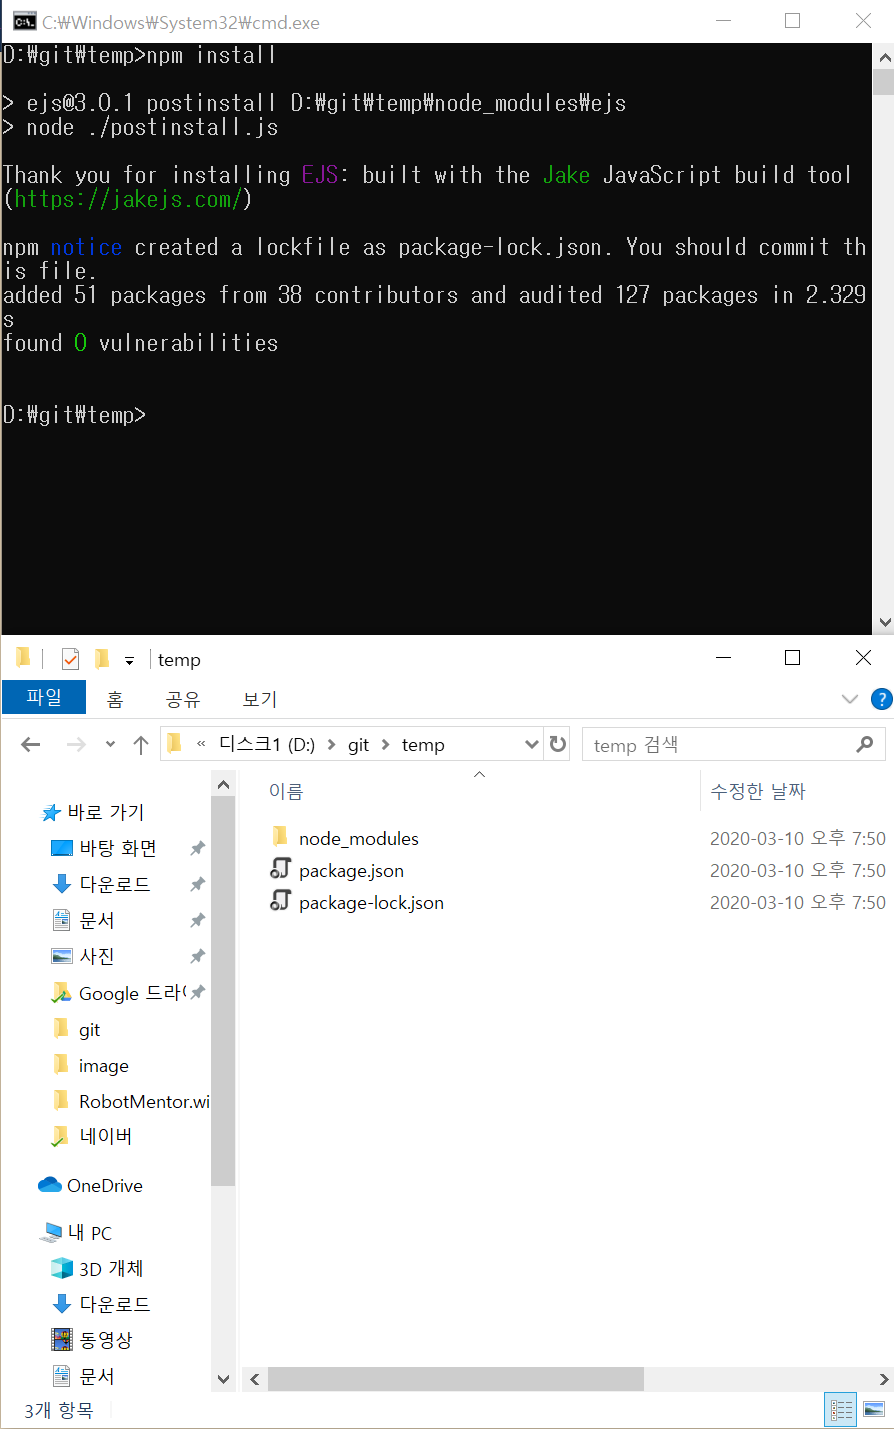 C:₩Windows₩System32₩cmd.exe
D:₩git₩temp>npm install
> ejs@3.0.1 postinstall D:₩git₩temp₩node_modules₩ejs
> node ./postinstall.js
Thank you for installing EJS: built with the Jake JavaScript build tool
(https://jakejs.com/)
npm notice created a lockfile as package-lock.json. You should commit th
is file.
added 51 packages from 38 contributors and audited 127 packages in 2.329
s
found 0 vulnerabilities
D:₩git₩temp>
temp
파일 홈 공유 보기
« 디스크1 (D:) > git > temp
temp 검색
이름 수정한 날짜
바로 가기
바탕 화면
다운로드
문서
사진
Google 드라이
git
image
RobotMentor.wi
네이버
OneDrive
내 PC
3D 개체
다운로드
동영상
문서
node_modules 2020-03-10 오후 7:50
package.json 2020-03-10 오후 7:50
package-lock.json 2020-03-10 오후 7:50
3개 항목